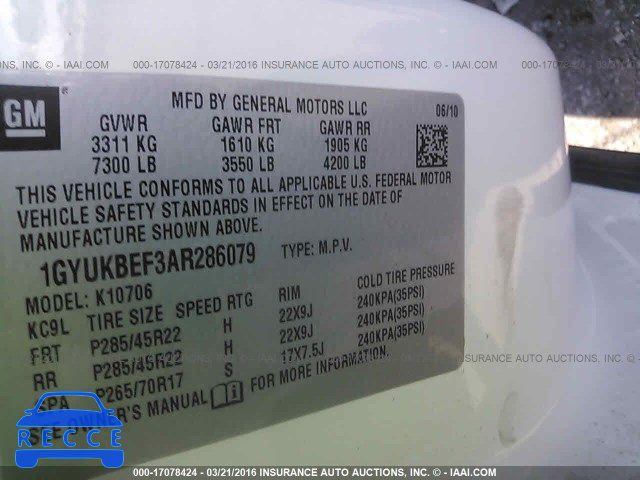 000-17078424 - 03/21/2016 INSURANCE AUTO AUCTIONS, INC. - © IAAI.COM
GM
MFD BY GENERAL MOTORS LLC
06/10
GVWR GAWR FRT GAWR RR
3311 KG 1610 KG 1905 KG
7300 LB 3550 LB 4200 LB
THIS VEHICLE CONFORMS TO ALL APPLICABLE U.S. FEDERAL MOTOR
VEHICLE SAFETY STANDARDS IN EFFECT ON THE DATE OF
MANUFACTURE SHOWN ABOVE.
1GYUKBEF3AR286079 TYPE: M.P.V.
MODEL: K10706
KC9L TIRE SIZE SPEED RTG RIM COLD TIRE PRESSURE
FRT P285/45R22 H 22X9J 240KPA(35PSI)
RR P285/45R22 H 22X9J 240KPA(35PSI)
SPA P265/70R17 S 17X7.5J 240KPA(35PSI)
SEE OWNER'S MANUAL FOR MORE INFORMATION.
000-17078424 - 03/21/2016 INSURANCE AUTO AUCTIONS, INC. - © IAAI.COM